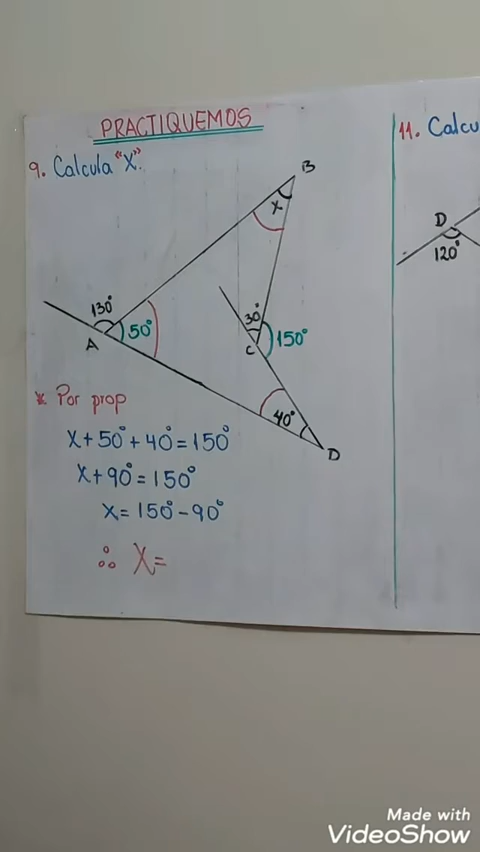 PRACTIQUEMOS
9. Calcula "X".
11. Calcu
B
X
D
120°
130°
50°
A
30°
150°
C
40°
D
* Por prop
X+50°+40°=150°
X+90°=150°
X=150°-90°
∴ X=
Made with
VideoShow